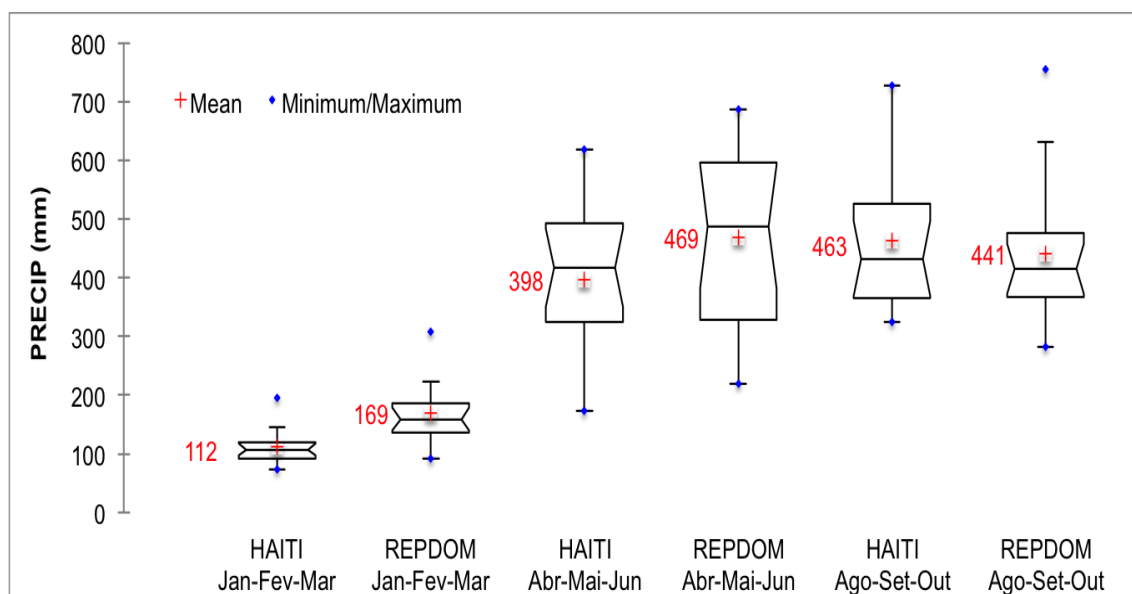 PRECIP (mm)
800
700
600
500
400
300
200
100
0
Mean
Minimum/Maximum
112
169
398
469
463
441
HAITI
Jan-Fev-Mar
REPDOM
Jan-Fev-Mar
HAITI
Abr-Mai-Jun
REPDOM
Abr-Mai-Jun
HAITI
Ago-Set-Out
REPDOM
Ago-Set-Out